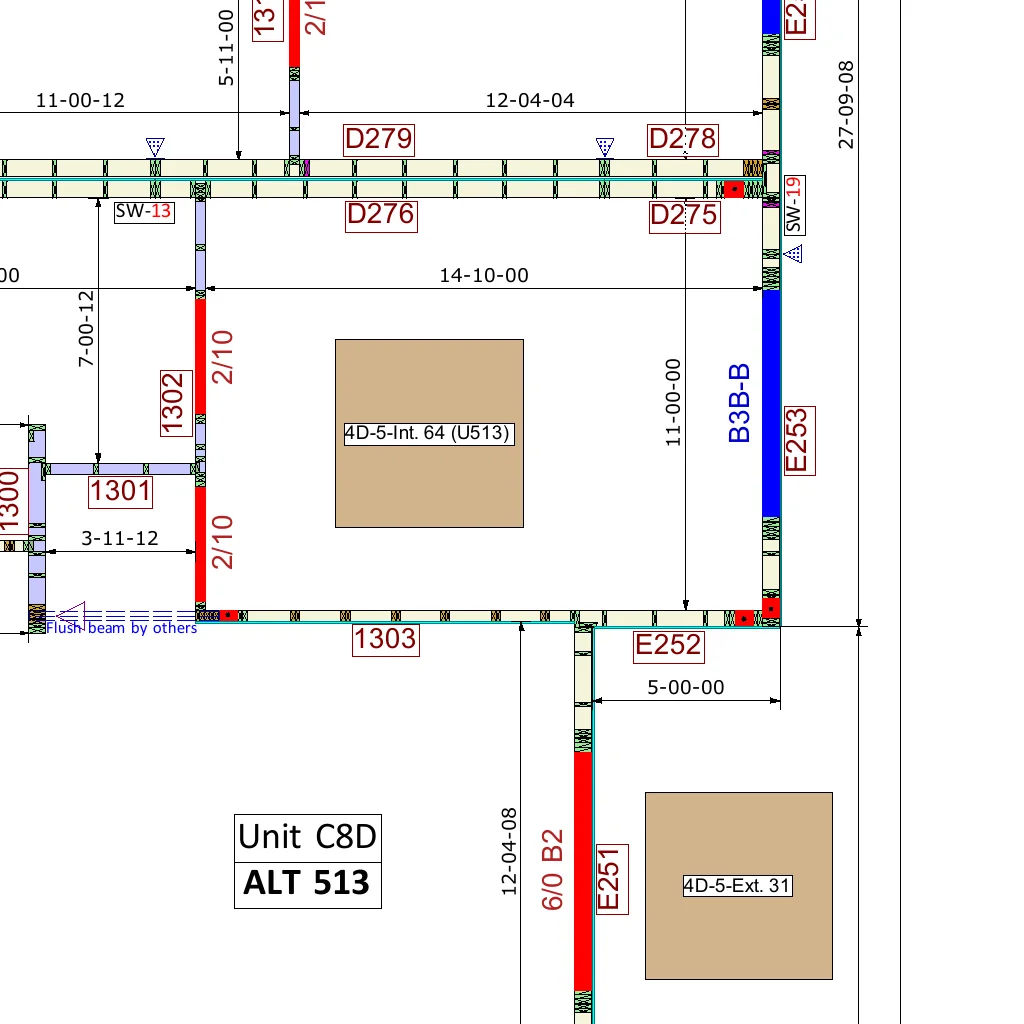 5-11-00
E2
11-00-12
12-04-04
27-09-08
D279
D278
SW-13
D276
D275
SW-19
00
14-10-00
7-00-12
2/10
1302
11-00-00
B3B-B
E253
4D-5-Int. 64 (U513)
1300
1301
3-11-12
2/10
Flush beam by others
1303
E252
5-00-00
12-04-08
6/0 B2
E251
Unit C8D
ALT 513
4D-5-Ext. 31